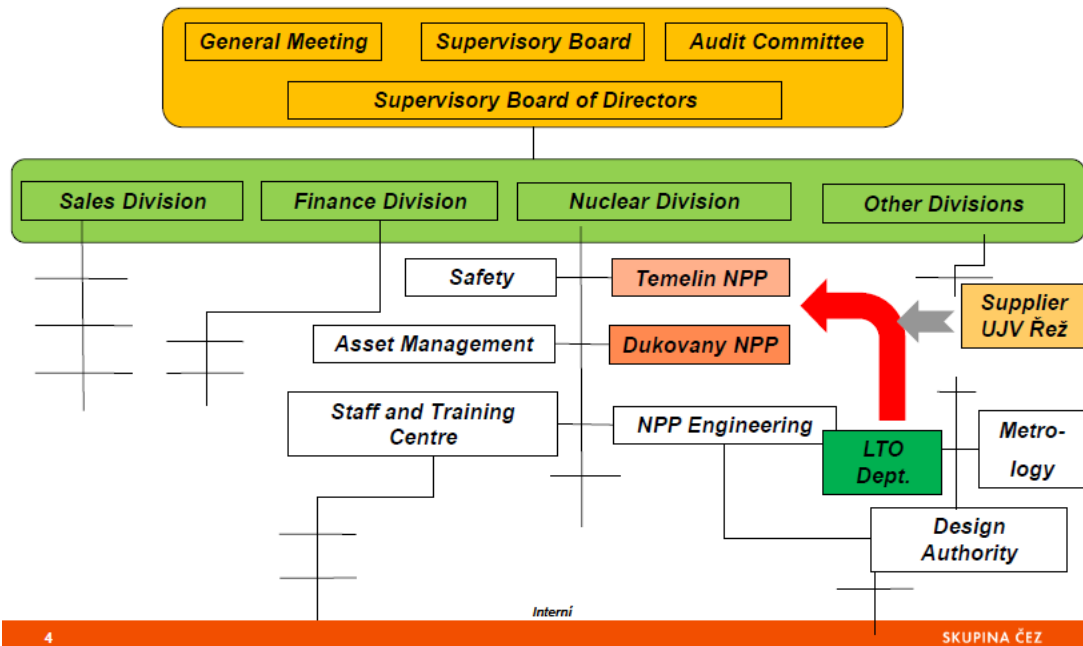 General Meeting
Supervisory Board
Audit Committee
Supervisory Board of Directors
Sales Division
Finance Division
Nuclear Division
Other Divisions
Safety
Temelin NPP
Supplier
UJV Řež
Asset Management
Dukovany NPP
Staff and Training
Centre
NPP Engineering
LTO
Dept.
Metro-
logy
Design
Authority
Interní
4
SKUPINA ČEZ